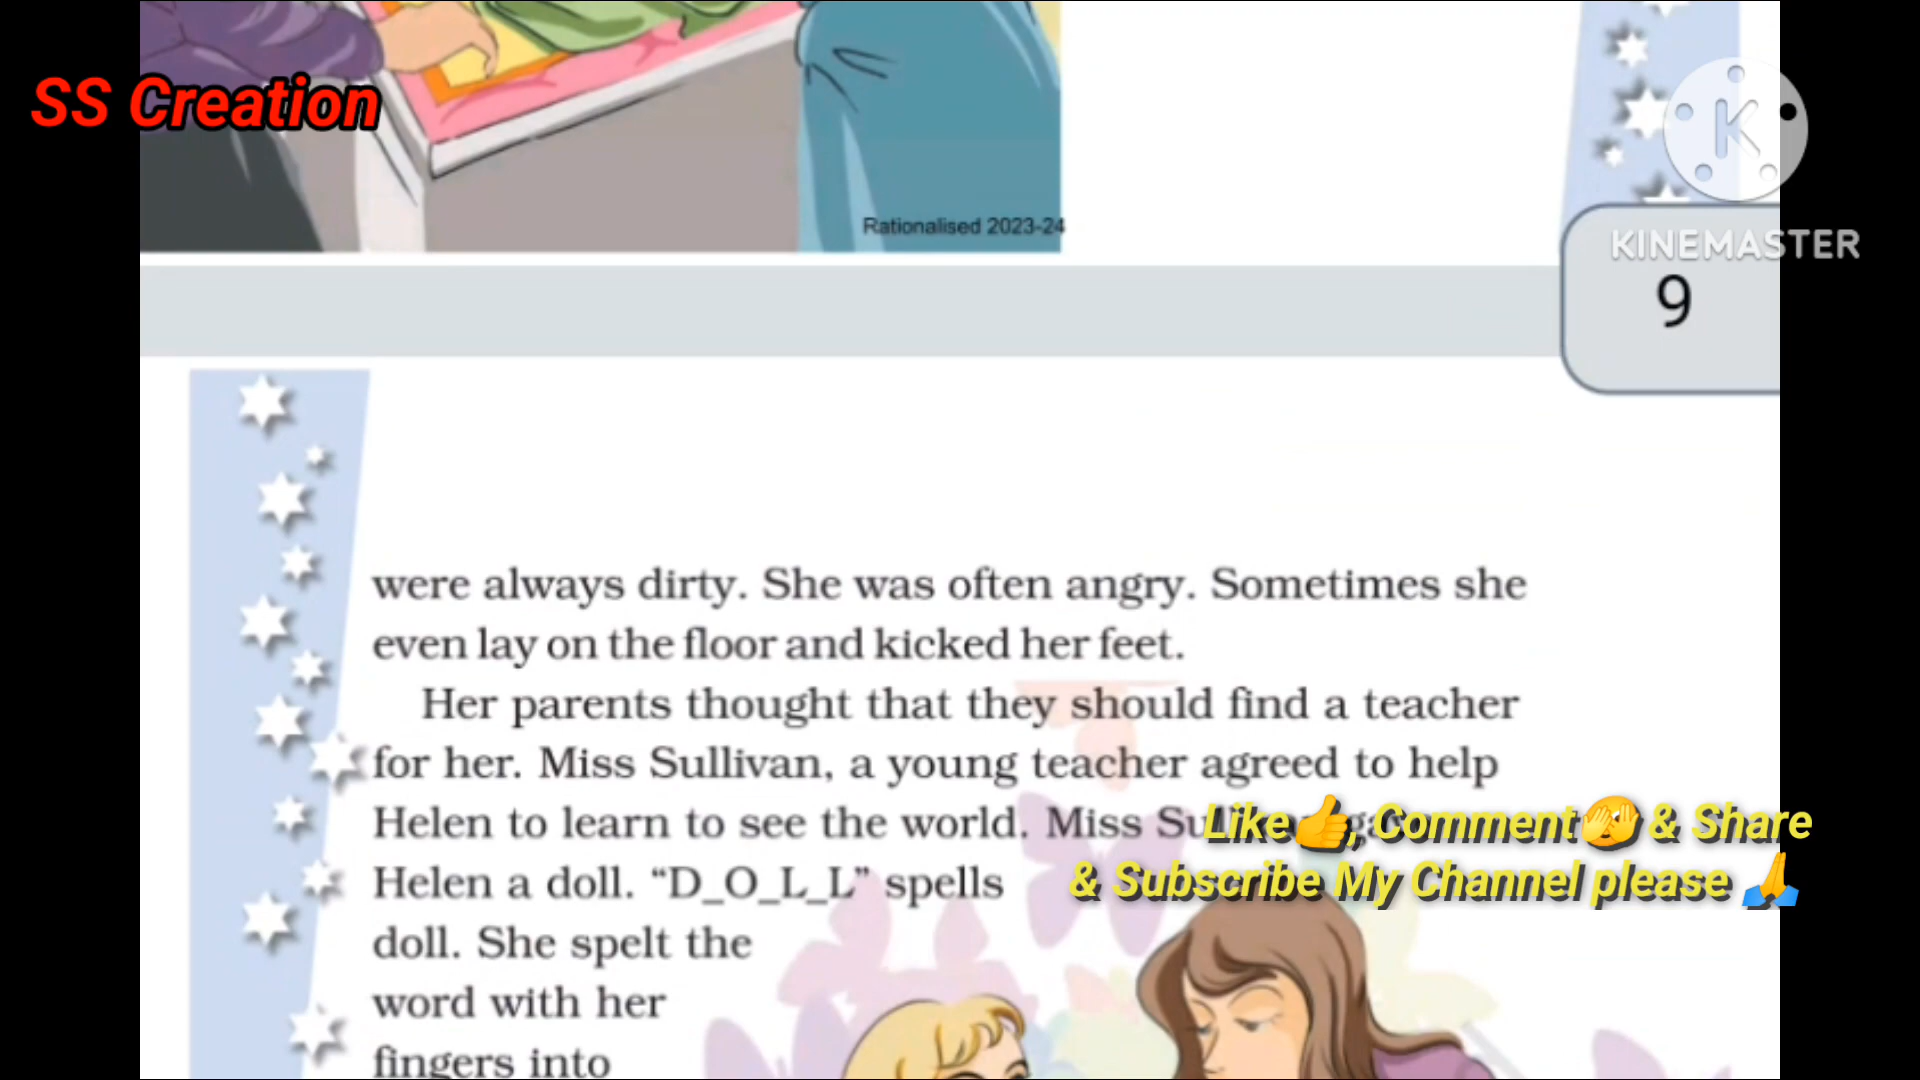 SS Creation
Rationalised 2023-24
KINEMASTER
9
were always dirty. She was often angry. Sometimes she
even lay on the floor and kicked her feet.
Her parents thought that they should find a teacher
for her. Miss Sullivan, a young teacher agreed to help
Helen to learn to see the world. Miss
Helen a doll. “D_O_L_L” spells
doll. She spelt the
word with her
fingers into
Like👍, Comment🫣 & Share
& Subscribe My Channel please 🙏